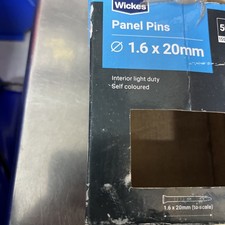 Wickes
Panel Pins
⌀ 1.6 x 20mm
Interior light duty
Self coloured
1.6 x 20mm (to scale)